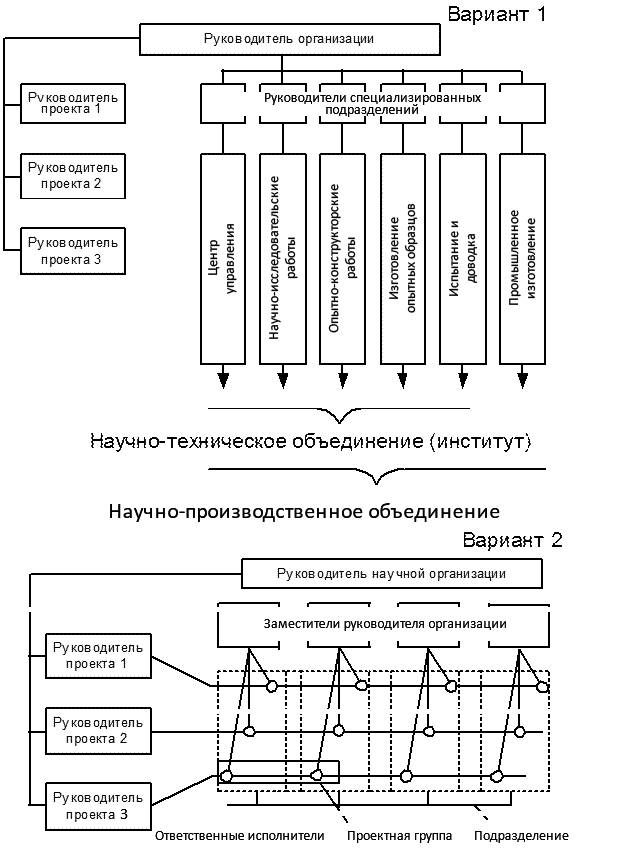 Вариант 1
Руководитель организации
Руководитель
проекта 1
Руководители специализированных
подразделений
Руководитель
проекта 2
Руководитель
проекта 3
Центр
управления
Научно-исследовательские
работы
Опытно-конструкторские
работы
Изготовление
опытных образцов
Испытание и
доводка
Промышленное
изготовление
Научно-техническое объединение (институт)
Научно-производственное объединение
Вариант 2
Руководитель научной организации
Заместители руководителя организации
Руководитель
проекта 1
Руководитель
проекта 2
Руководитель
проекта 3
Ответственные исполнители
Проектная группа
Подразделение